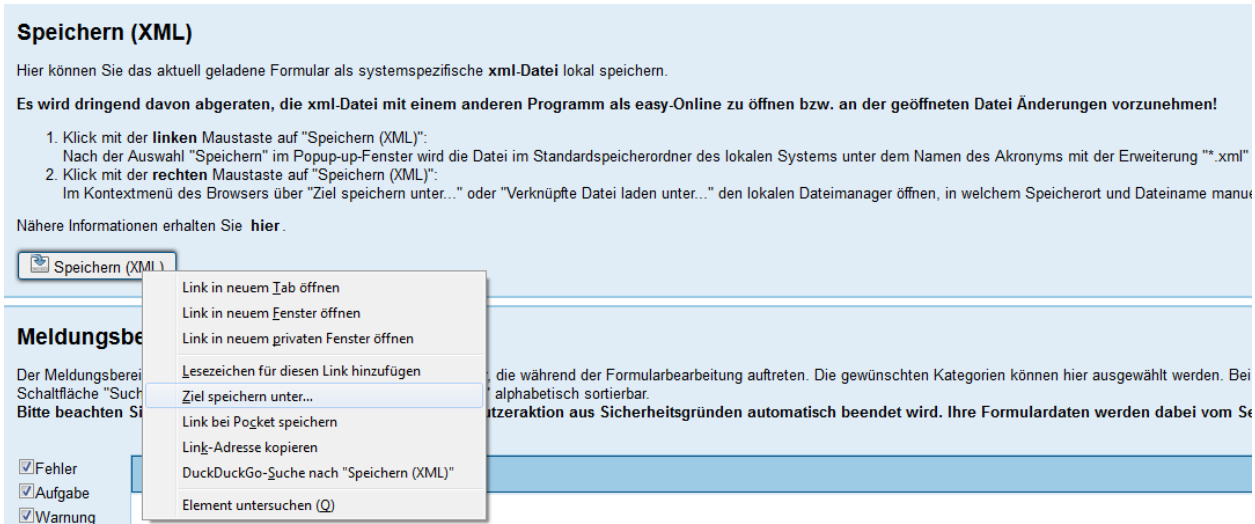 Speichern (XML)
Hier können Sie das aktuell geladene Formular als systemspezifische xml-Datei lokal speichern.
Es wird dringend davon abgeraten, die xml-Datei mit einem anderen Programm als easy-Online zu öffnen bzw. an der geöffneten Datei Änderungen vorzunehmen!
1. Klick mit der linken Maustaste auf "Speichern (XML)":
Nach der Auswahl "Speichern" im Popup-up-Fenster wird die Datei im Standardspeicherordner des lokalen Systems unter dem Namen des Akronyms mit der Erweiterung "*.xml"
2. Klick mit der rechten Maustaste auf "Speichern (XML)":
Im Kontextmenü des Browsers über "Ziel speichern unter..." oder "Verknüpfte Datei laden unter..." den lokalen Dateimanager öffnen, in welchem Speicherort und Dateiname manue
Nähere Informationen erhalten Sie hier.
Speichern (XML)
Link in neuem Tab öffnen
Link in neuem Fenster öffnen
Link in neuem privaten Fenster öffnen
Lesezeichen für diesen Link hinzufügen
Ziel speichern unter...
Link bei Pocket speichern
Link-Adresse kopieren
DuckDuckGo-Suche nach "Speichern (XML)"
Element untersuchen (Q)
Meldungsbe
Der Meldungsberei , die während der Formularbearbeitung auftreten. Die gewünschten Kategorien können hier ausgewählt werden. Bei
Schaltfläche "Such " alphabetisch sortierbar.
Bitte beachten Si utzeraktion aus Sicherheitsgründen automatisch beendet wird. Ihre Formulardaten werden dabei vom Se
Fehler
Aufgabe
Warnung